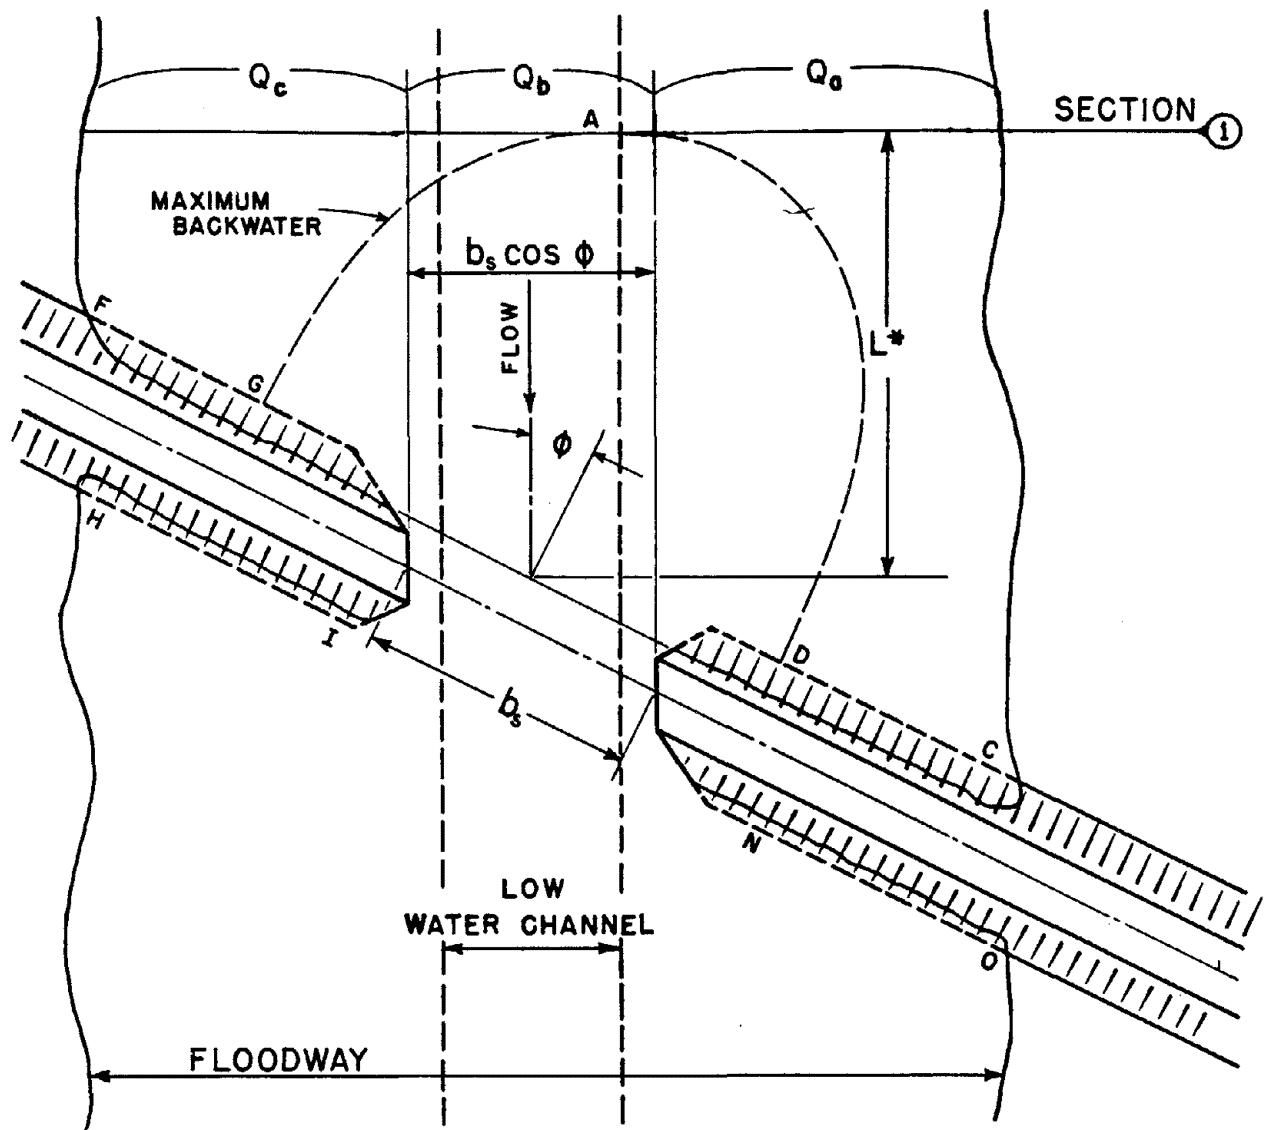 Qc
Qb
Qa
SECTION 1
A
MAXIMUM
BACKWATER
bs cos ϕ
FLOW
L*
ϕ
F
G
H
I
D
bs
C
N
LOW
WATER CHANNEL
O
FLOODWAY